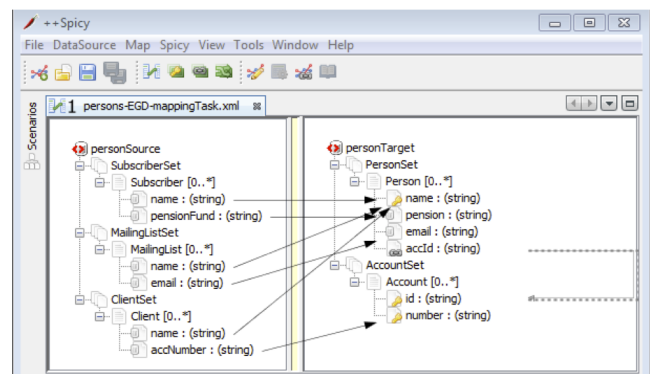 ++Spicy
File DataSource Map Spicy View Tools Window Help
1 persons-EGD-mappingTask.xml
Scenarios
personSource
SubscriberSet
Subscriber [0..*]
name : (string)
pensionFund : (string)
MailingListSet
MailingList [0..*]
name : (string)
email : (string)
ClientSet
Client [0..*]
name : (string)
accNumber : (string)
personTarget
PersonSet
Person [0..*]
name : (string)
pension : (string)
email : (string)
accId : (string)
AccountSet
Account [0..*]
id : (string)
number : (string)